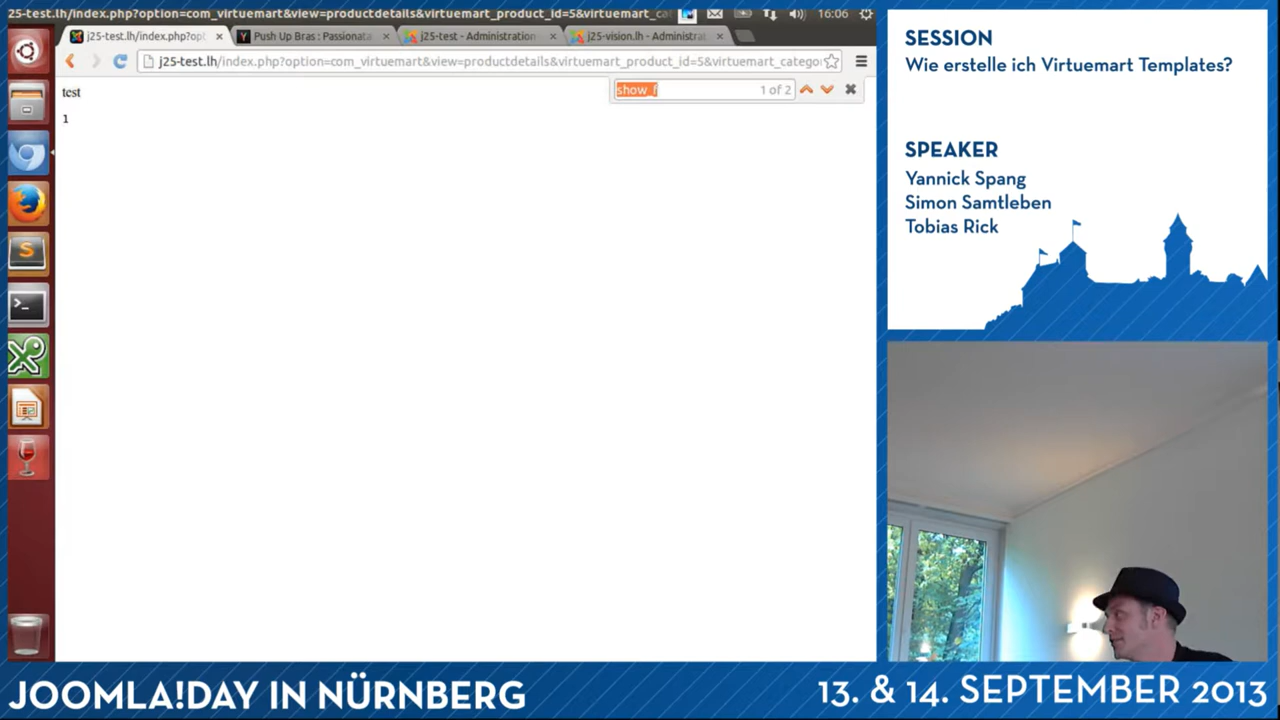 25-test.lh/index.php?option=com_virtuemart&view=productdetails&virtuemart_product_id=5&virtuemart_cat
16:06
j25-test.lh/index.php?opt
Push Up Bras : Passionata
j25-test - Administration
j25-vision.lh - Administrat
j25-test.lh/index.php?option=com_virtuemart&view=productdetails&virtuemart_product_id=5&virtuemart_catego
show_f
1 of 2
test
1
SESSION
Wie erstelle ich Virtuemart Templates?
SPEAKER
Yannick Spang
Simon Samtleben
Tobias Rick
JOOMLA!DAY IN NÜRNBERG
13. & 14. SEPTEMBER 2013